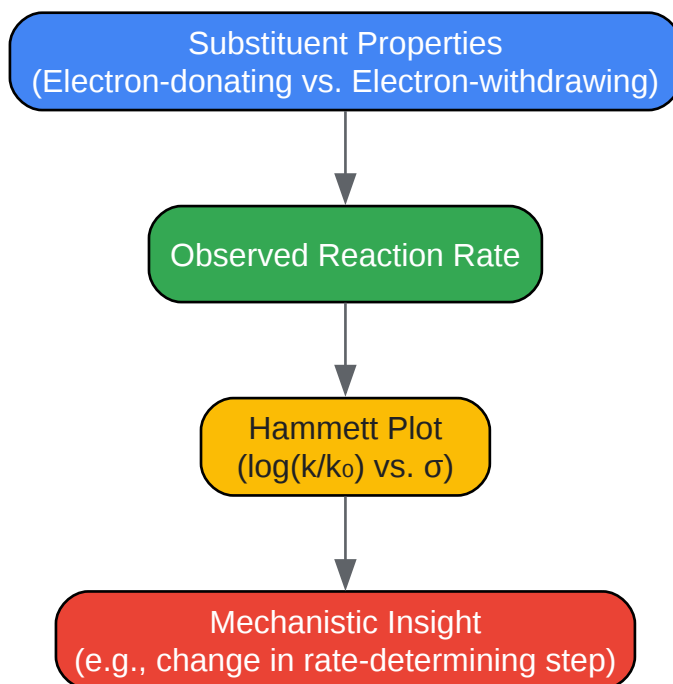 Substituent Properties
(Electron-donating vs. Electron-withdrawing)
Observed Reaction Rate
Hammett Plot
(log(k/k₀) vs. σ)
Mechanistic Insight
(e.g., change in rate-determining step)